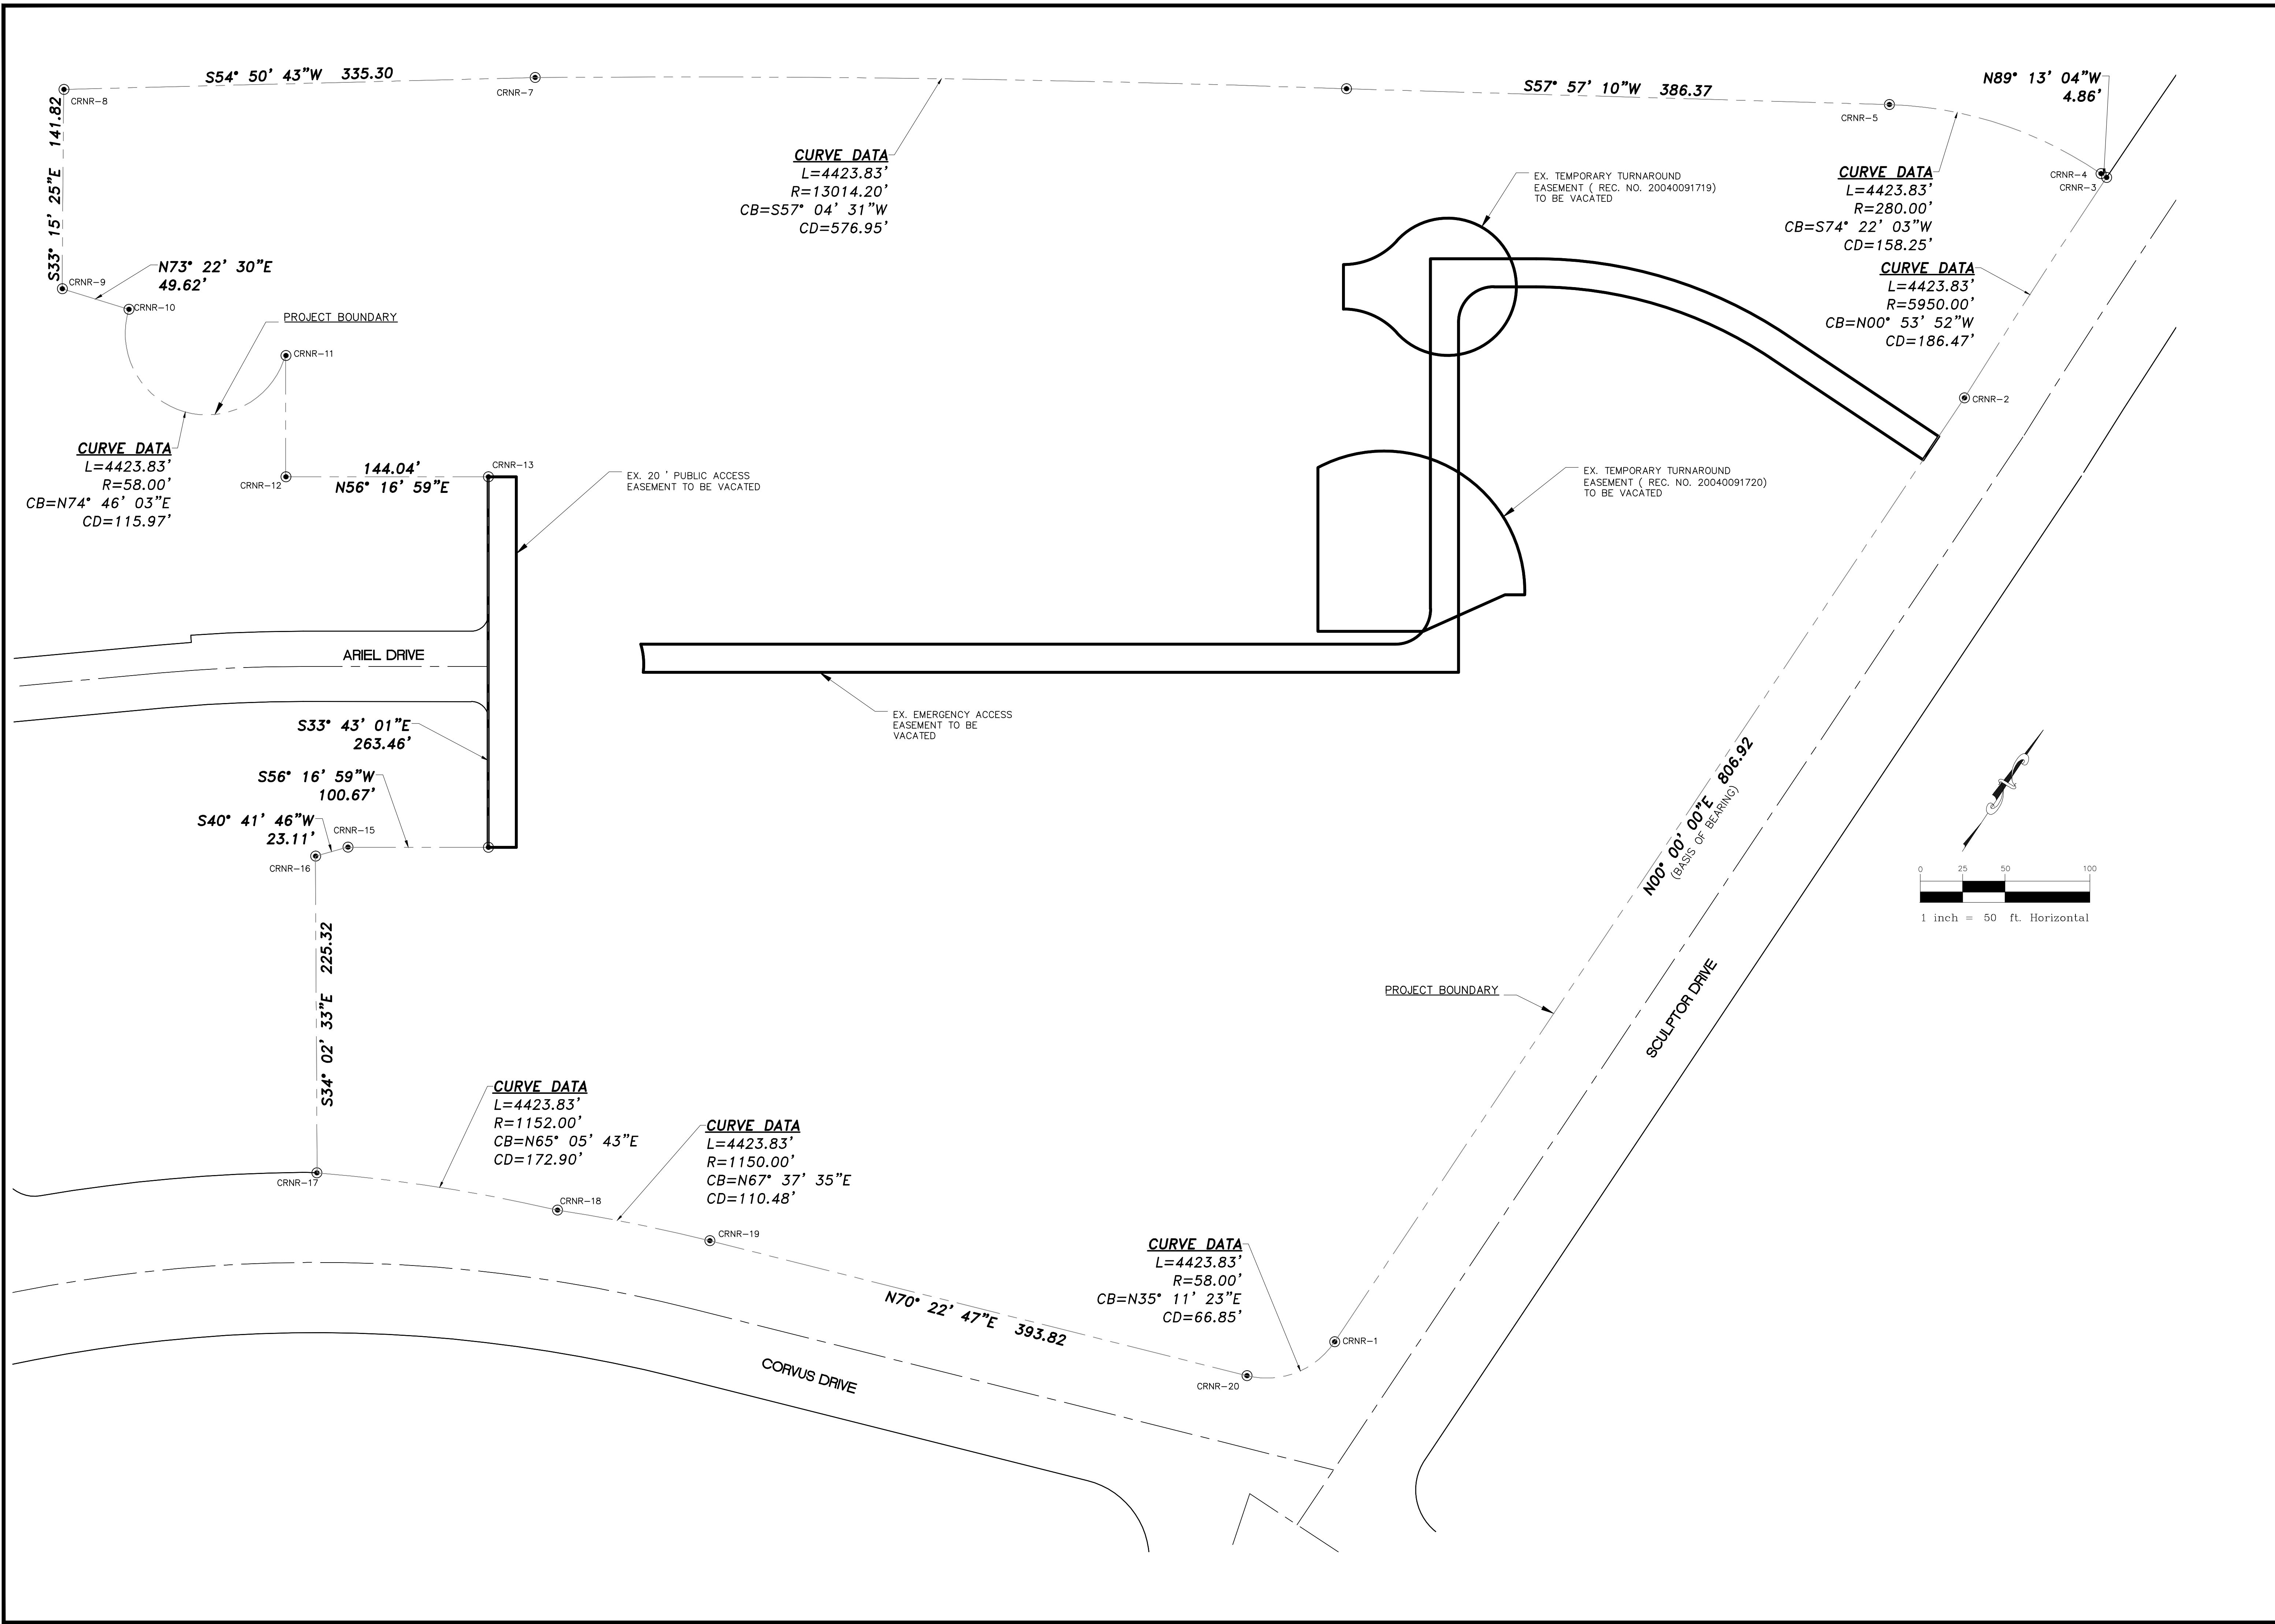 S54° 50' 43"W 335.30
CRNR-8
CRNR-7
S57° 57' 10"W 386.37
N89° 13' 04"W
4.86'
CRNR-5
CRNR-4
CRNR-3
S33° 15' 25"E 141.82
CURVE DATA
L=4423.83'
R=13014.20'
CB=S57° 04' 31"W
CD=576.95'
EX. TEMPORARY TURNAROUND
EASEMENT ( REC. NO. 20040091719)
TO BE VACATED
CURVE DATA
L=4423.83'
R=280.00'
CB=S74° 22' 03"W
CD=158.25'
CURVE DATA
L=4423.83'
R=5950.00'
CB=N00° 53' 52"W
CD=186.47'
CRNR-9
N73° 22' 30"E
49.62'
CRNR-10
PROJECT BOUNDARY
CRNR-11
CRNR-2
CURVE DATA
L=4423.83'
R=58.00'
CB=N74° 46' 03"E
CD=115.97'
CRNR-12
144.04'
N56° 16' 59"E
CRNR-13
EX. 20 ' PUBLIC ACCESS
EASEMENT TO BE VACATED
EX. TEMPORARY TURNAROUND
EASEMENT ( REC. NO. 20040091720)
TO BE VACATED
ARIEL DRIVE
S33° 43' 01"E
263.46'
EX. EMERGENCY ACCESS
EASEMENT TO BE
VACATED
S56° 16' 59"W
100.67'
S40° 41' 46"W
23.11'
CRNR-15
CRNR-16
N00° 00' 00"E 806.92
(BASIS OF BEARING)
0 25 50 100
1 inch = 50 ft. Horizontal
S34° 02' 33"E 225.32
PROJECT BOUNDARY
SCULPTOR DRIVE
CURVE DATA
L=4423.83'
R=1152.00'
CB=N65° 05' 43"E
CD=172.90'
CURVE DATA
L=4423.83'
R=1150.00'
CB=N67° 37' 35"E
CD=110.48'
CRNR-17
CRNR-18
CRNR-19
CURVE DATA
L=4423.83'
R=58.00'
CB=N35° 11' 23"E
CD=66.85'
N70° 22' 47"E 393.82
CRNR-1
CRNR-20
CORVUS DRIVE